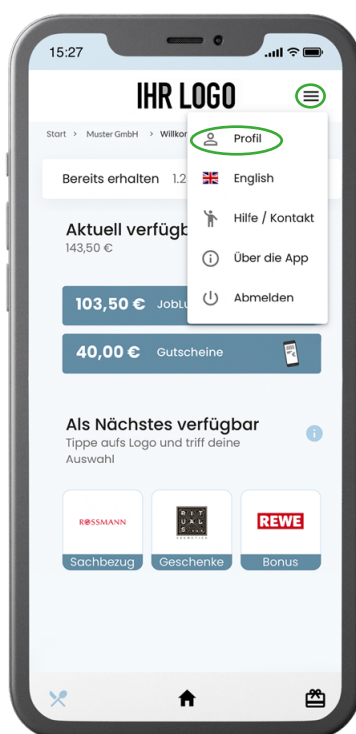 15:27
IHR LOGO
Start > Muster GmbH > Willkor
Profil
Bereits erhalten 1.2
English
Aktuell verfügb
143,50 €
Hilfe / Kontakt
Über die App
Abmelden
103,50 € JobLu
40,00 € Gutscheine
Als Nächstes verfügbar
Tippe aufs Logo und triff deine
Auswahl
ROSSMANN
RITUALS
REWE
Sachbezug
Geschenke
Bonus